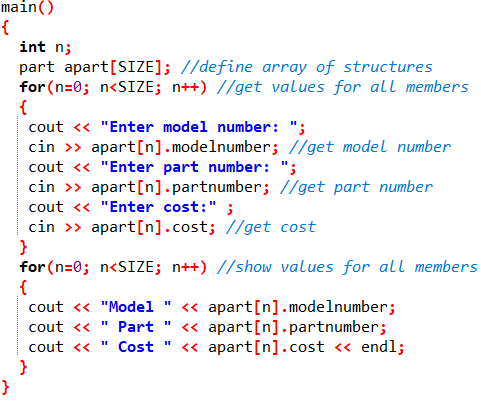 main()
{
int n;
part apart[SIZE]; //define array of structures
for(n=0; n<SIZE; n++) //get values for all members
{
cout << "Enter model number: ";
cin >> apart[n].modelnumber; //get model number
cout << "Enter part number: ";
cin >> apart[n].partnumber; //get part number
cout << "Enter cost:" ;
cin >> apart[n].cost; //get cost
}
for(n=0; n<SIZE; n++) //show values for all members
{
cout << "Model " << apart[n].modelnumber;
cout << " Part " << apart[n].partnumber;
cout << " Cost " << apart[n].cost << endl;
}
}